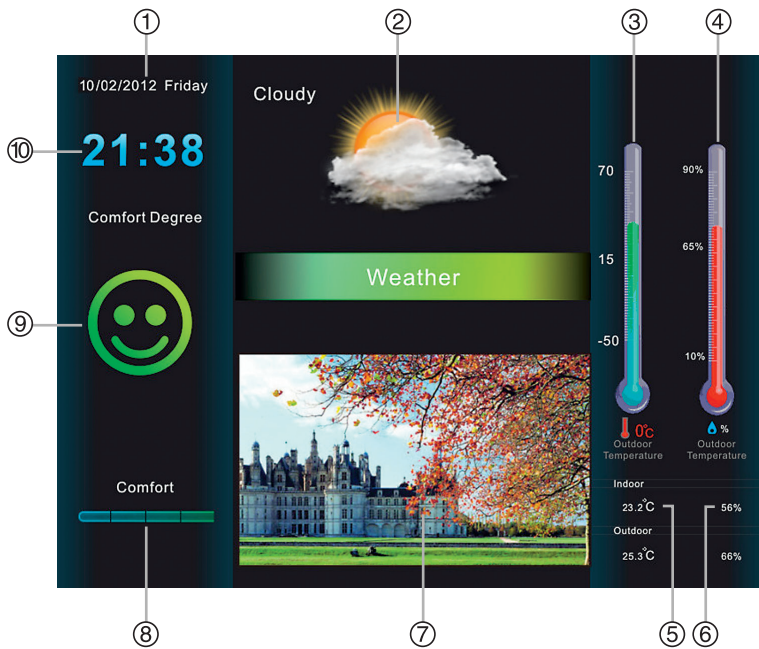 ① ② ③ ④
10/02/2012 Friday
⑩ 21:38
Comfort Degree
⑨
Comfort
⑧
Cloudy
Weather
⑦
70
15
-50
0℃
Outdoor
Temperature
90%
65%
10%
%
Outdoor
Temperature
Indoor
23.2℃ 56%
Outdoor
25.3℃ 66%
⑤ ⑥